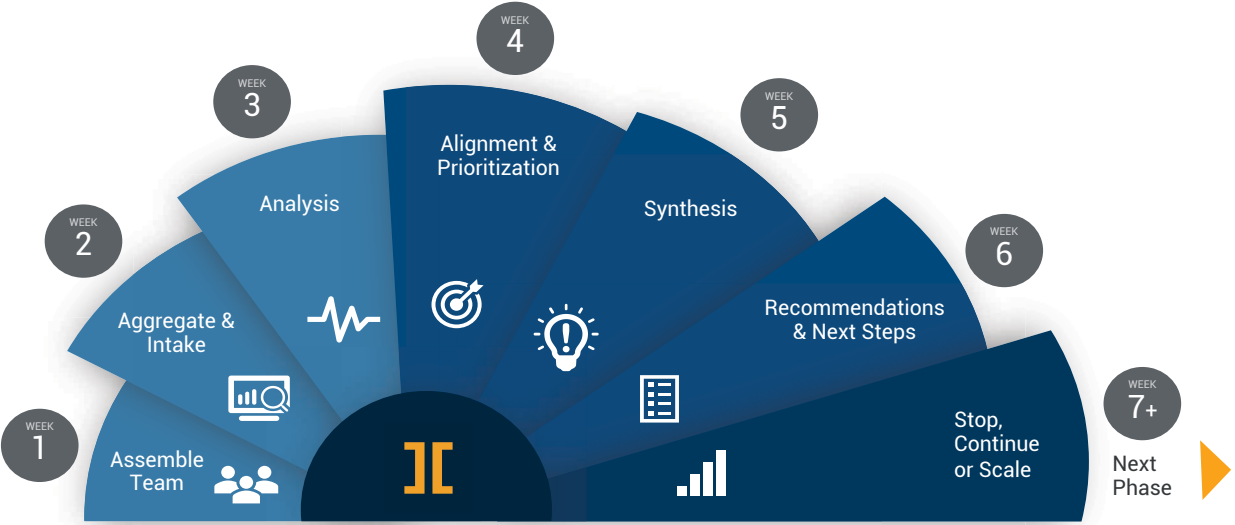 WEEK
1
Assemble
Team
WEEK
2
Aggregate &
Intake
WEEK
3
Analysis
WEEK
4
Alignment &
Prioritization
WEEK
5
Synthesis
WEEK
6
Recommendations
& Next Steps
WEEK
7+
Stop,
Continue
or Scale
Next
Phase